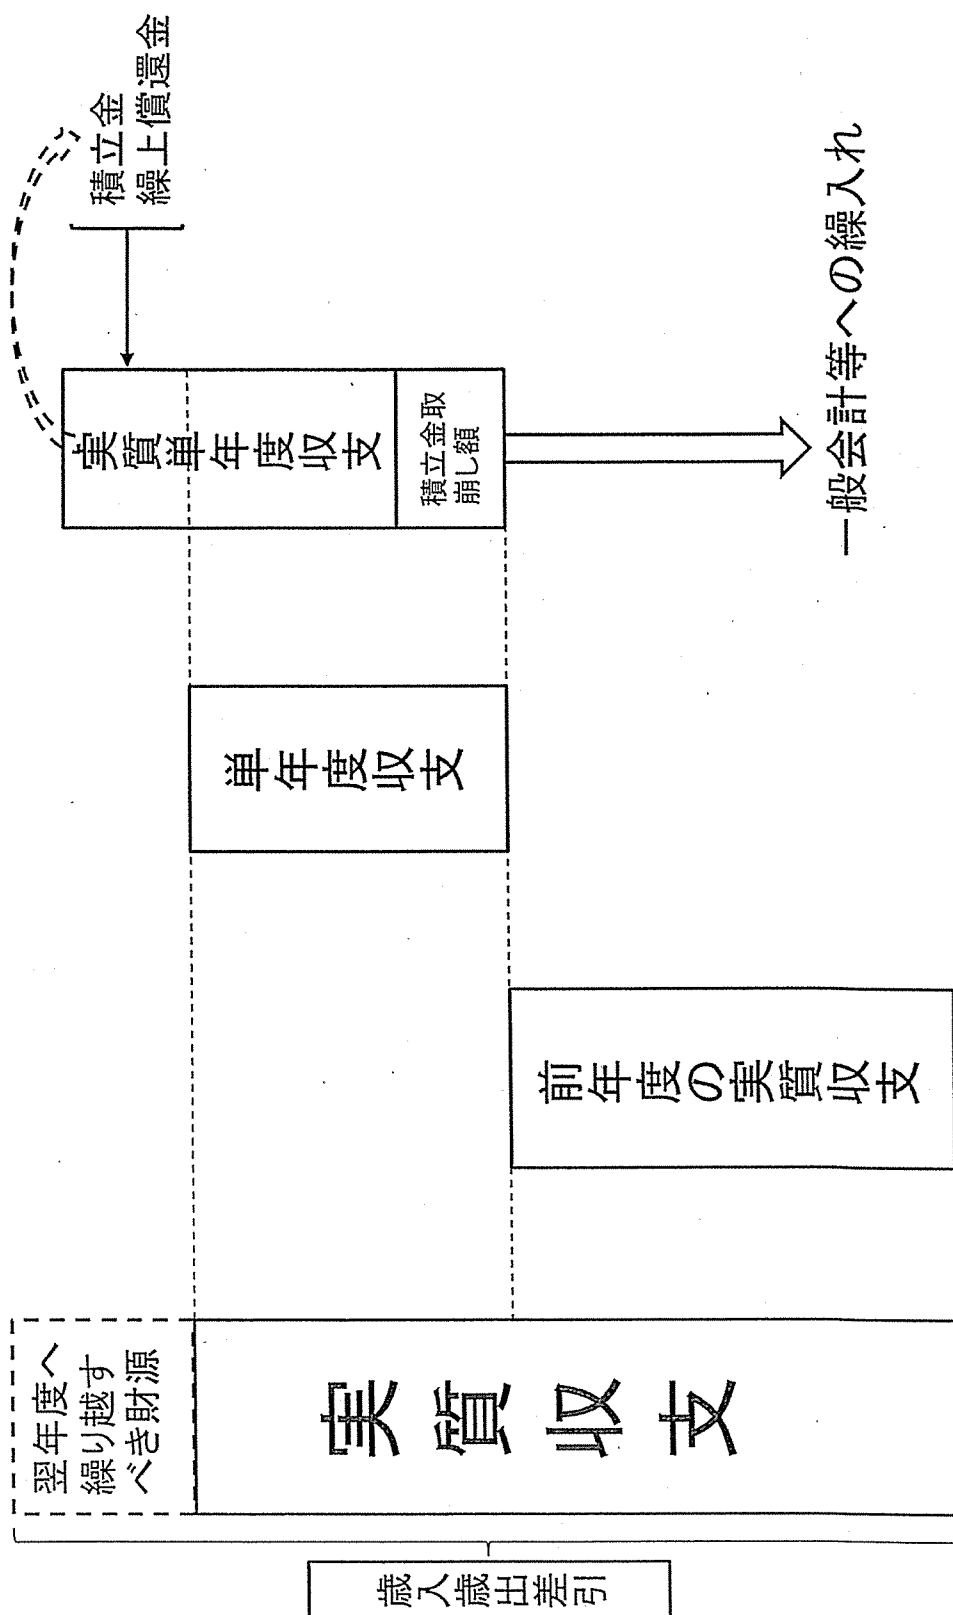 歳入歳出差引
翌年度へ
繰り越す
べき財源
実質収支
前年度の実質収支
単年度収支
実質単年度収支
積立金取
崩し額
積立金
繰上償還金
一般会計等への繰入れ